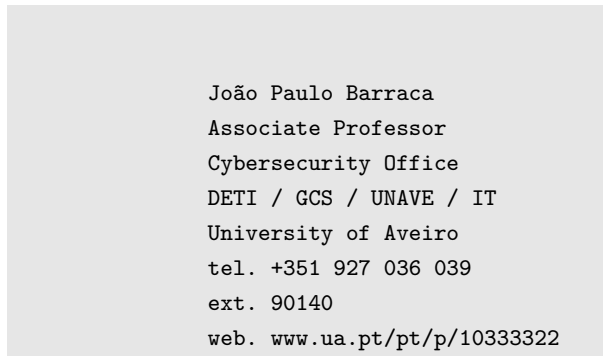 João Paulo Barraca
Associate Professor
Cybersecurity Office
DETI / GCS / UNAVE / IT
University of Aveiro
tel. +351 927 036 039
ext. 90140
web. www.ua.pt/pt/p/10333322